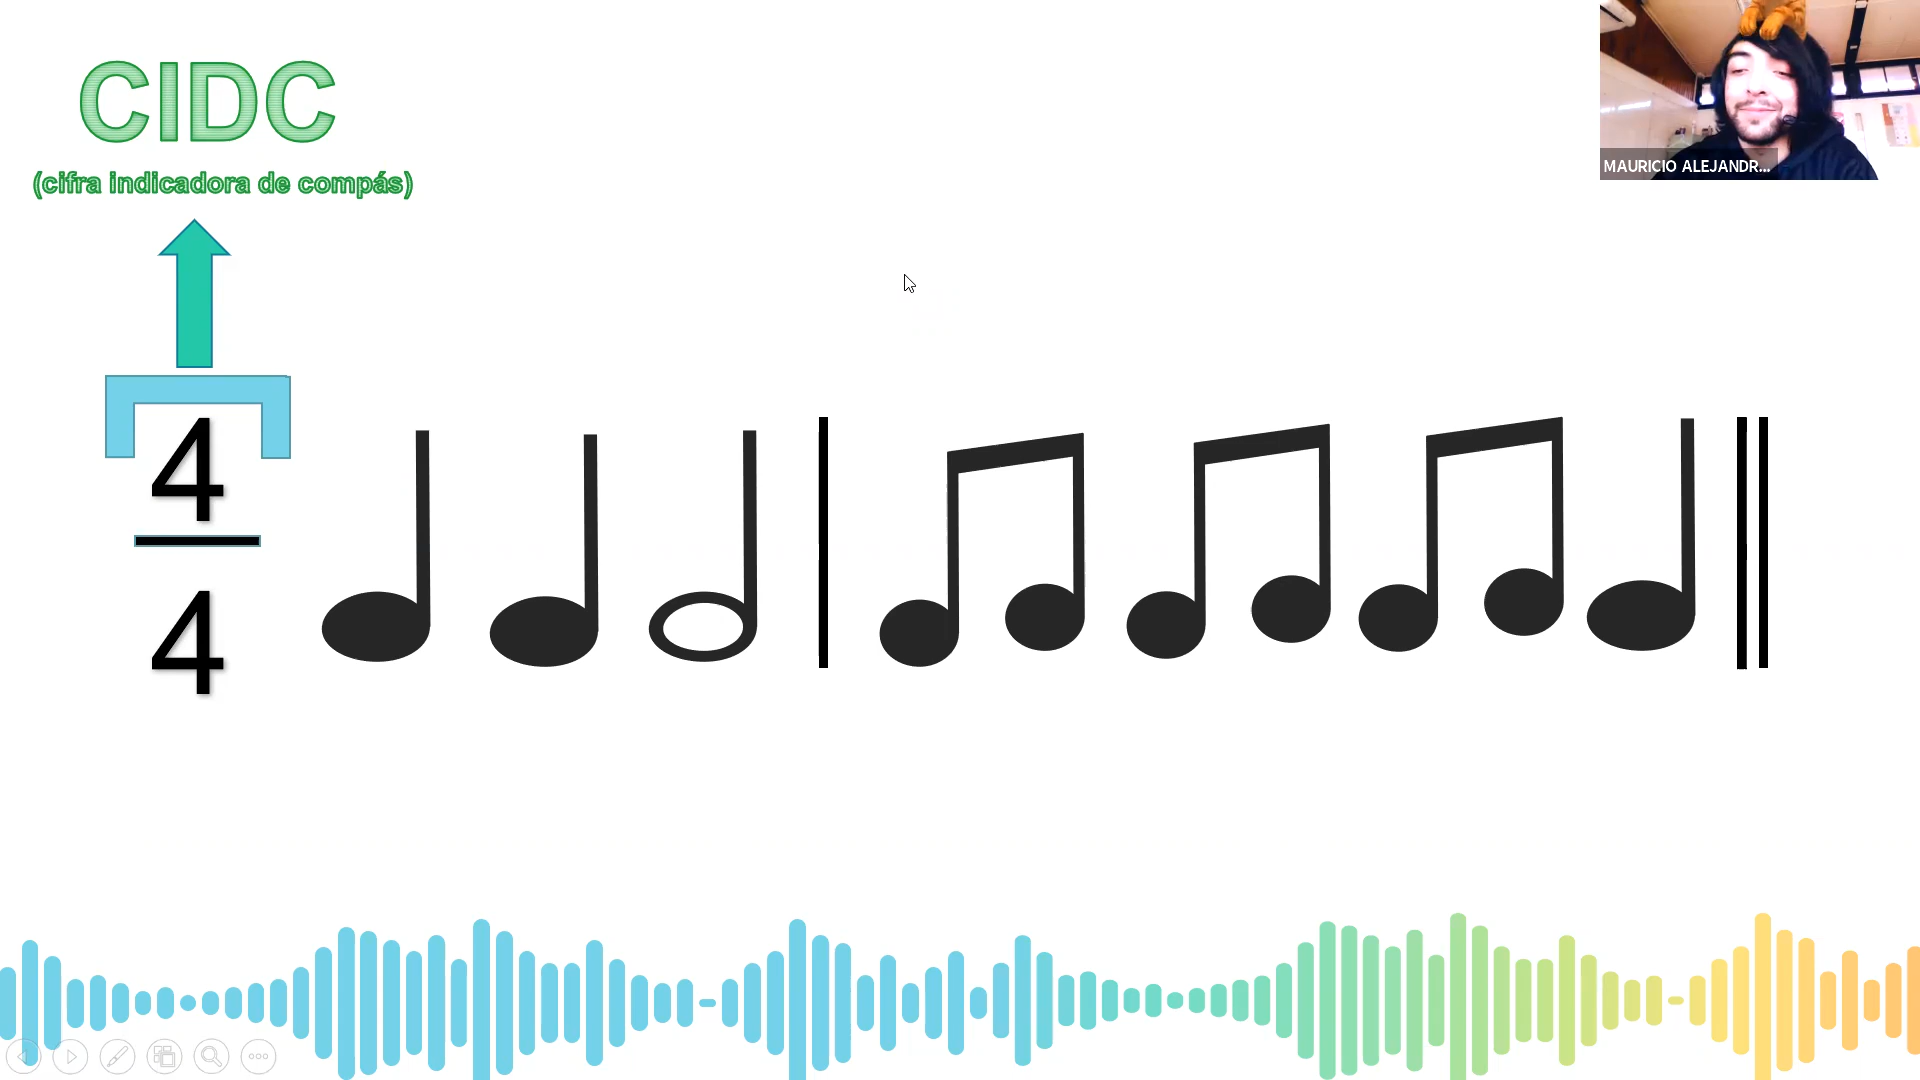 CIDC
(cifra indicadora de compás)
4
4
MAURICIO ALEJANDR...